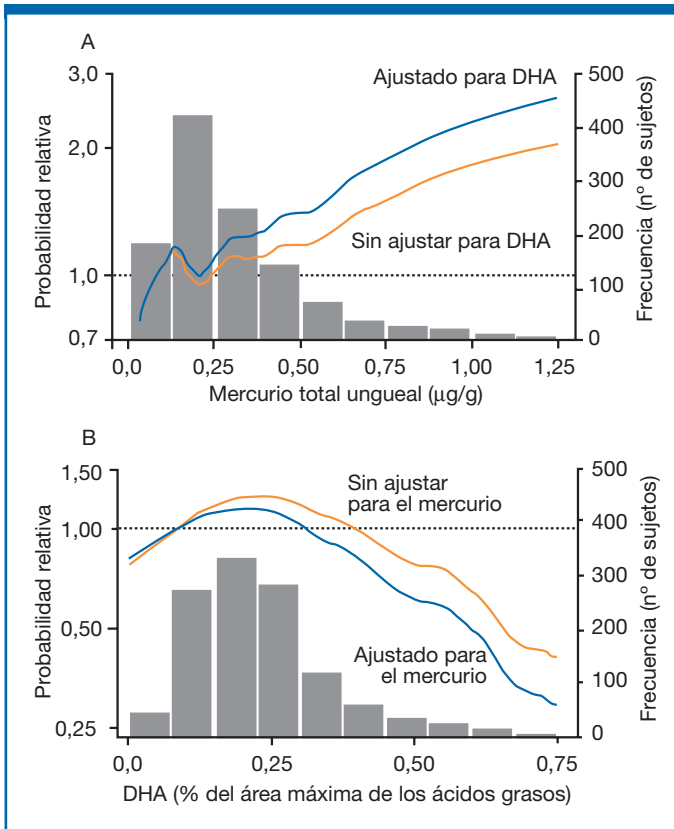 A
Probabilidad relativa
3,0
2,0
1,0
0,7
Ajustado para DHA
Sin ajustar para DHA
500
400
300
200
100
0
Frecuencia (nº de sujetos)
0,0 0,25 0,50 0,75 1,00 1,25
Mercurio total ungueal (µg/g)
B
Probabilidad relativa
1,50
1,00
0,50
0,25
Sin ajustar
para el mercurio
Ajustado para
el mercurio
500
400
300
200
100
0
Frecuencia (nº de sujetos)
0,0 0,25 0,50 0,75
DHA (% del área máxima de los ácidos grasos)